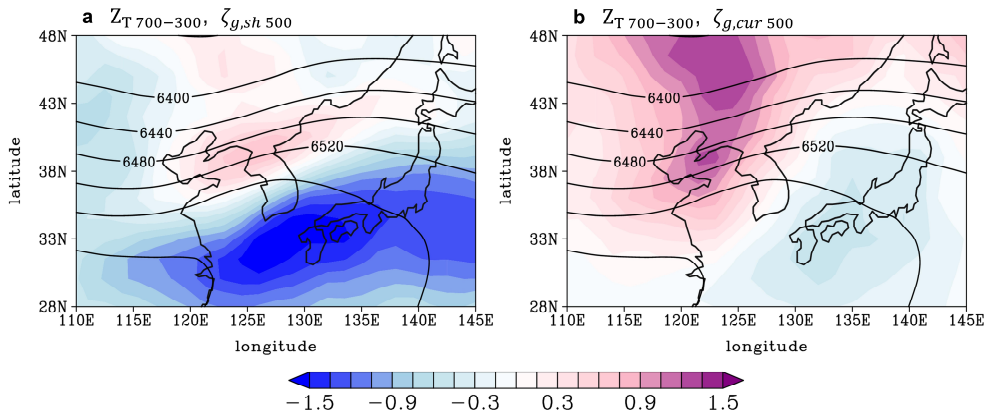 a Z_T 700−300, ζ_g,sh 500
48N
43N
38N
33N
28N
latitude
6400
6440
6480
6520
110E 115E 120E 125E 130E 135E 140E 145E
longitude
b Z_T 700−300, ζ_g,cur 500
48N
43N
38N
33N
28N
latitude
6400
6440
6480
6520
110E 115E 120E 125E 130E 135E 140E 145E
longitude
−1.5 −0.9 −0.3 0.3 0.9 1.5